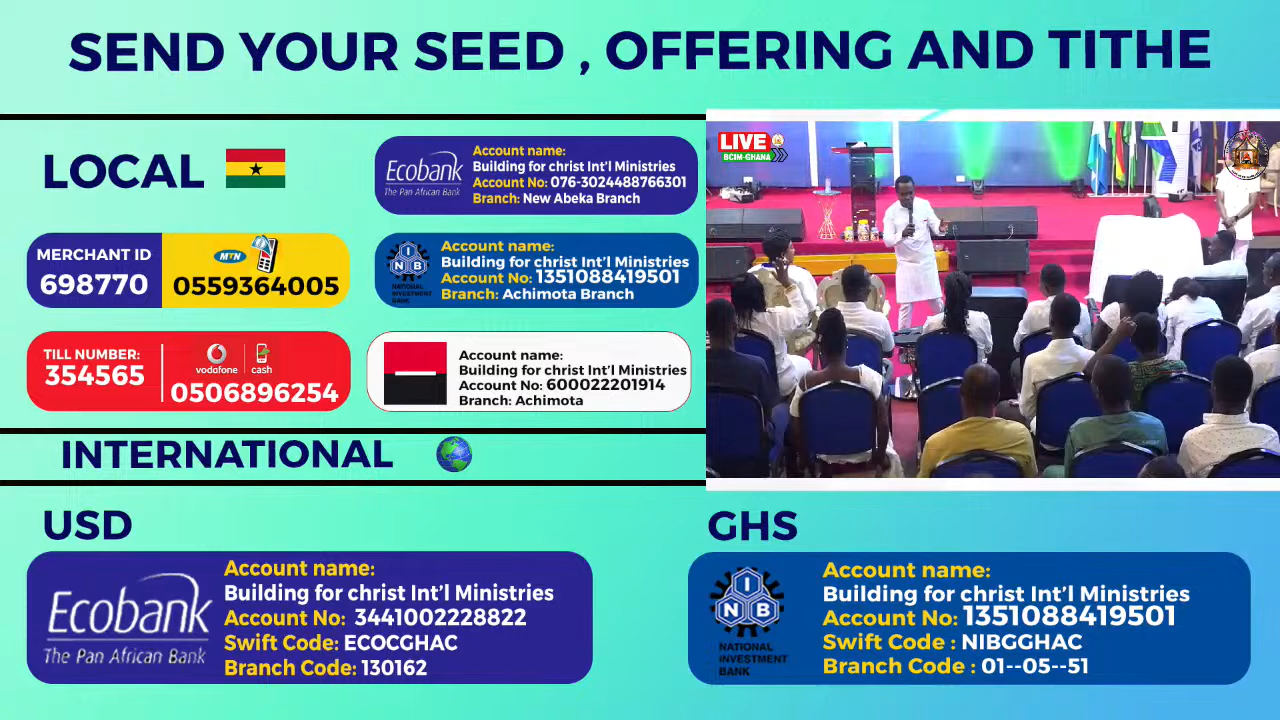 SEND YOUR SEED , OFFERING AND TITHE
LOCAL
Ecobank
The Pan African Bank
Account name:
Building for christ Int'l Ministries
Account No: 076-3024488766301
Branch: New Abeka Branch
MERCHANT ID
698770
MTN
0559364005
NIB
NATIONAL
INVESTMENT
BANK
Account name:
Building for christ Int'l Ministries
Account No: 1351088419501
Branch: Achimota Branch
TILL NUMBER:
354565
vodofone
cash
0506896254
Account name:
Building for christ Int'l Ministries
Account No: 600022201914
Branch: Achimota
LIVE
BCIM-GHANA
INTERNATIONAL
USD
Ecobank
The Pan African Bank
Account name:
Building for christ Int'l Ministries
Account No: 3441002228822
Swift Code: ECOCGHAC
Branch Code: 130162
GHS
NIB
NATIONAL
INVESTMENT
BANK
Account name:
Building for christ Int'l Ministries
Account No: 1351088419501
Swift Code : NIBGGHAC
Branch Code : 01--05--51